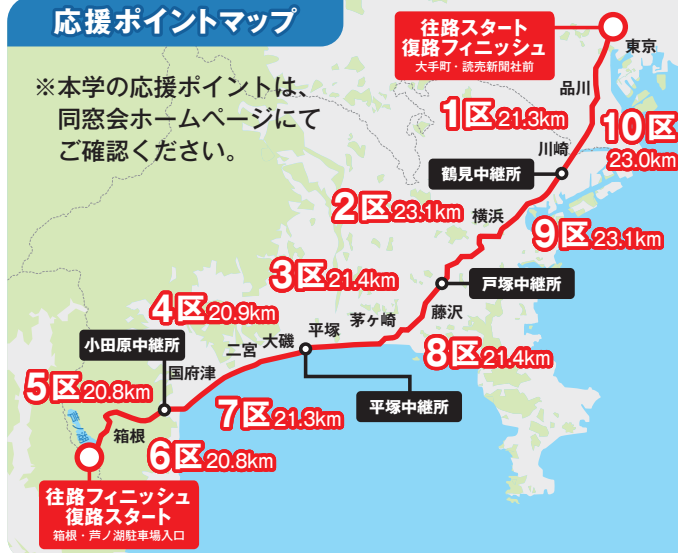 応援ポイントマップ
※本学の応援ポイントは、
同窓会ホームページにて
ご確認ください。
往路スタート
復路フィニッシュ
大手町・読売新聞社前
東京
品川
1区21.3km
10区
23.0km
川崎
鶴見中継所
2区23.1km
横浜
9区23.1km
3区21.4km
戸塚中継所
4区20.9km
藤沢
茅ヶ崎
平塚
大磯
二宮
小田原中継所
国府津
8区21.4km
5区20.8km
7区21.3km
平塚中継所
芦ノ湖
箱根
6区20.8km
往路フィニッシュ
復路スタート
箱根・芦ノ湖駐車場入口